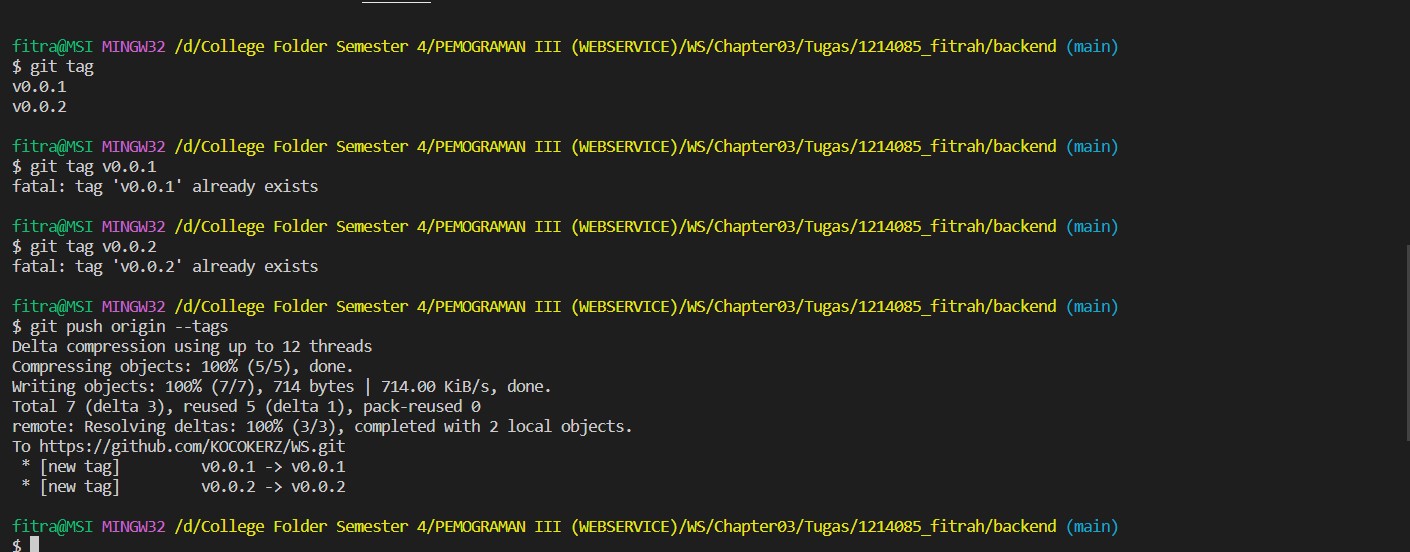 fitra@MSI MINGW32 /d/College Folder Semester 4/PEMOGRAMAN III (WEBSERVICE)/WS/Chapter03/Tugas/1214085_fitrah/backend (main)
$ git tag
v0.0.1
v0.0.2
fitra@MSI MINGW32 /d/College Folder Semester 4/PEMOGRAMAN III (WEBSERVICE)/WS/Chapter03/Tugas/1214085_fitrah/backend (main)
$ git tag v0.0.1
fatal: tag 'v0.0.1' already exists
fitra@MSI MINGW32 /d/College Folder Semester 4/PEMOGRAMAN III (WEBSERVICE)/WS/Chapter03/Tugas/1214085_fitrah/backend (main)
$ git tag v0.0.2
fatal: tag 'v0.0.2' already exists
fitra@MSI MINGW32 /d/College Folder Semester 4/PEMOGRAMAN III (WEBSERVICE)/WS/Chapter03/Tugas/1214085_fitrah/backend (main)
$ git push origin --tags
Delta compression using up to 12 threads
Compressing objects: 100% (5/5), done.
Writing objects: 100% (7/7), 714 bytes | 714.00 KiB/s, done.
Total 7 (delta 3), reused 5 (delta 1), pack-reused 0
remote: Resolving deltas: 100% (3/3), completed with 2 local objects.
To https://github.com/KOCOKERZ/WS.git
 * [new tag]         v0.0.1 -> v0.0.1
 * [new tag]         v0.0.2 -> v0.0.2
fitra@MSI MINGW32 /d/College Folder Semester 4/PEMOGRAMAN III (WEBSERVICE)/WS/Chapter03/Tugas/1214085_fitrah/backend (main)
$